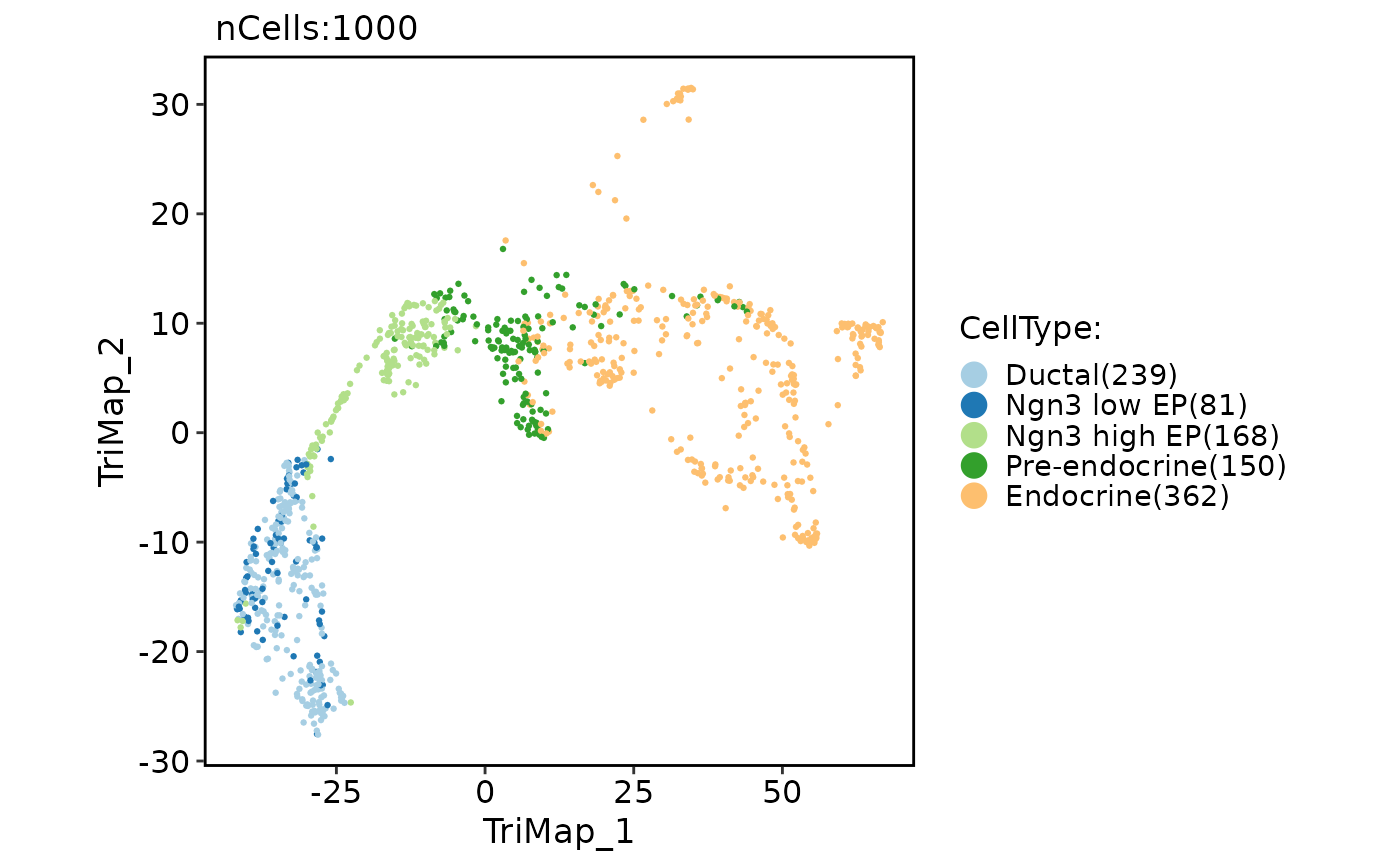 nCells:1000
30
20
10
0
-10
-20
-30
TriMap_2
-25
0
25
50
TriMap_1
CellType:
Ductal(239)
Ngn3 low EP(81)
Ngn3 high EP(168)
Pre-endocrine(150)
Endocrine(362)